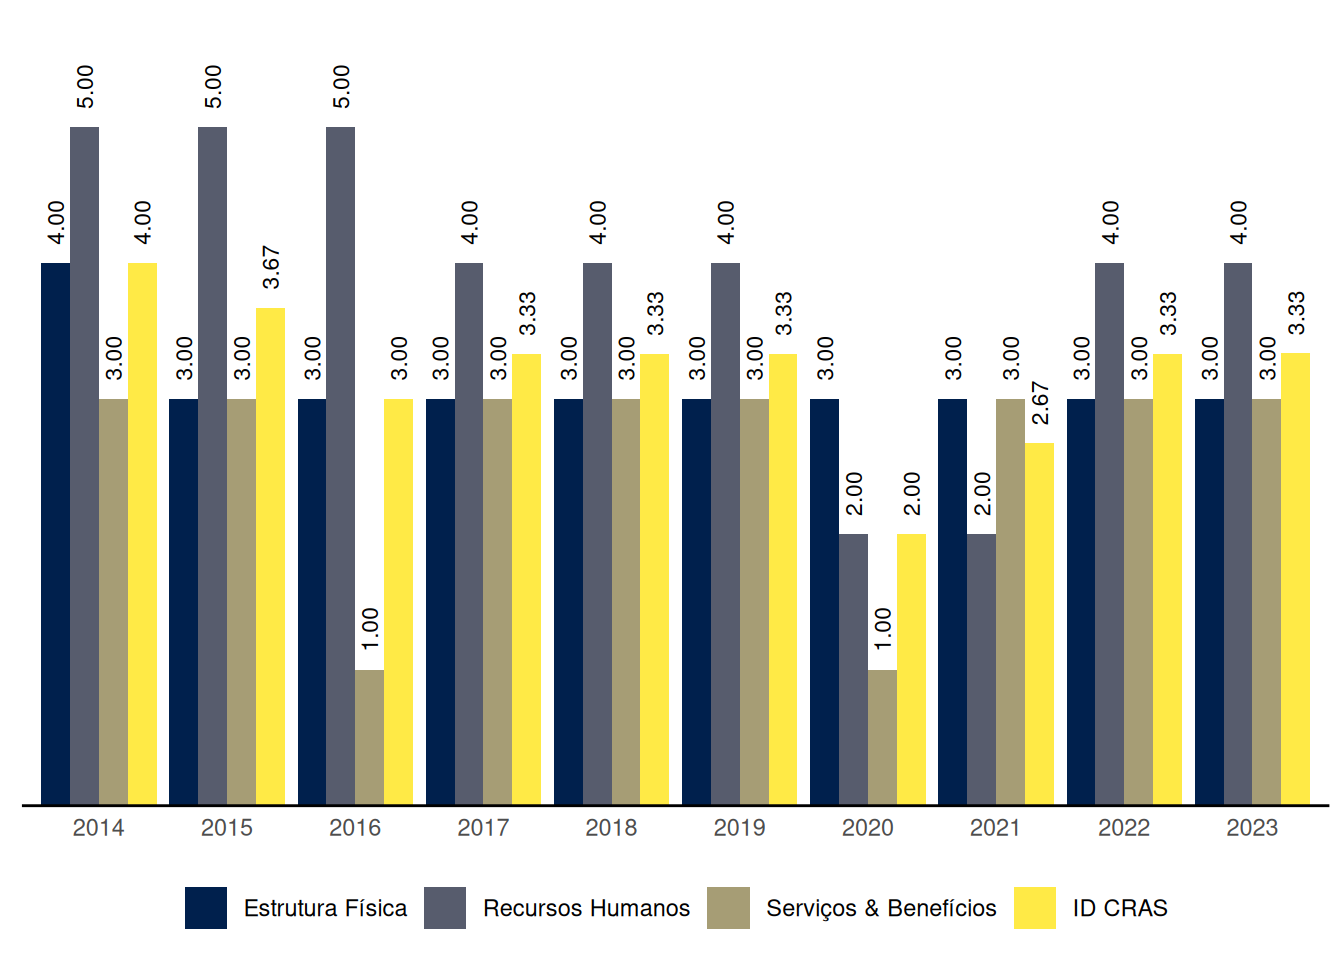 5.00 5.00 5.00
4.00 4.00 4.00 4.00 4.00 4.00 4.00
3.67
3.33 3.33 3.33 3.33 3.33
3.00 3.00 3.00 3.00 3.00 3.00 3.00 3.00 3.00 3.00 3.00 3.00 3.00 3.00 3.00 3.00 3.00 3.00
2.67
2.00 2.00 2.00
1.00 1.00
2014 2015 2016 2017 2018 2019 2020 2021 2022 2023
Estrutura Física Recursos Humanos Serviços & Benefícios ID CRAS